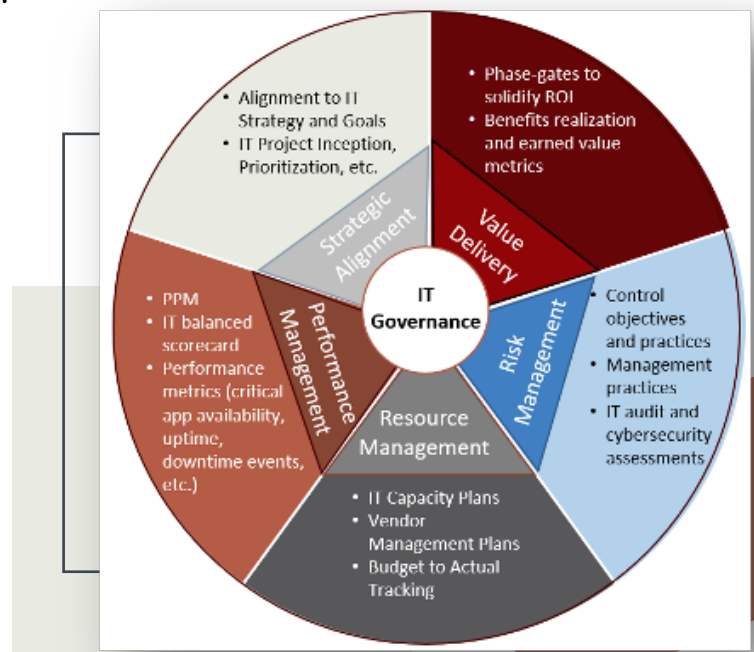 • Alignment to IT
Strategy and Goals
• IT Project Inception,
Prioritization, etc.
• Phase-gates to
solidify ROI
• Benefits realization
and earned value
metrics
Strategic
Alignment
Value
Delivery
IT
Governance
• PPM
• IT balanced
scorecard
• Performance
metrics (critical
app availability,
uptime,
downtime events,
etc.)
Performance
Management
Risk
Management
• Control
objectives
and practices
• Management
practices
• IT audit and
cybersecurity
assessments
Resource
Management
• IT Capacity Plans
• Vendor
Management Plans
• Budget to Actual
Tracking